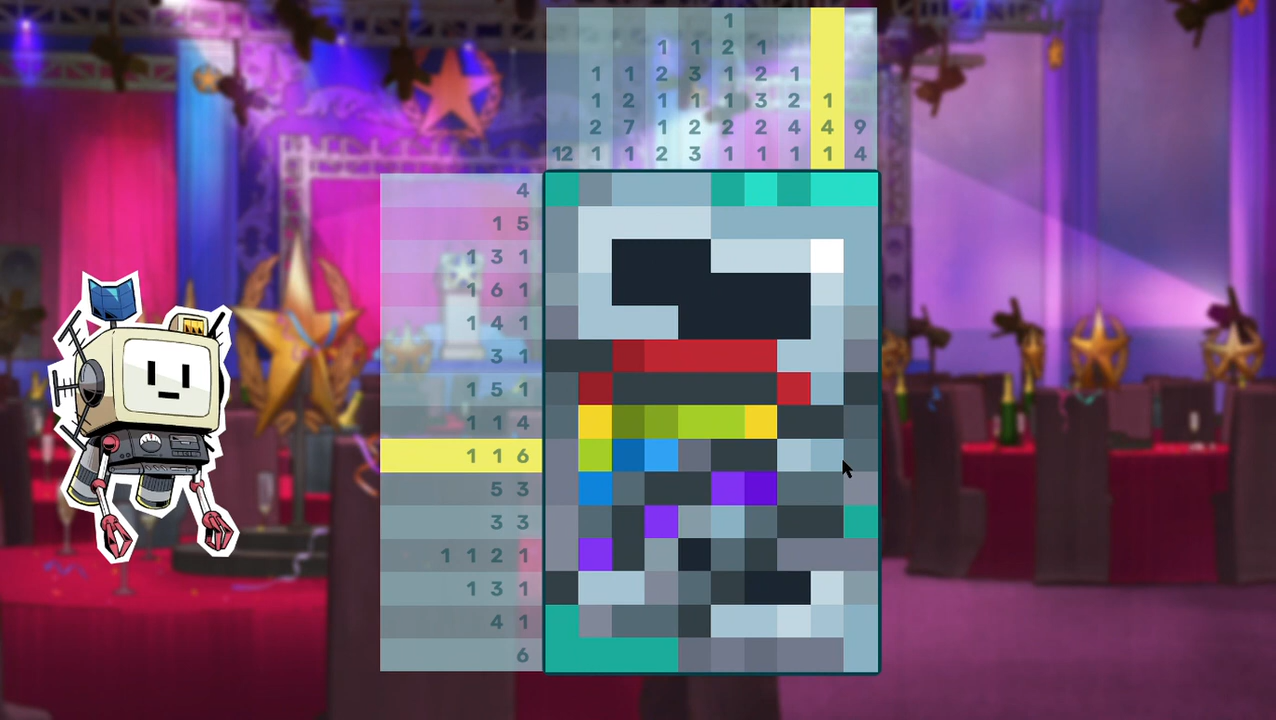 1
1 1 2 1
1 1 2 3 1 2 1
1 2 1 1 1 3 2 1
2 7 1 2 2 2 4 4 9
12 1 1 2 3 1 1 1 1 4
4
1 5
1 3 1
1 6 1
1 4 1
3 1
1 5 1
1 1 4
1 1 6
5 3
3 3
1 1 2 1
1 3 1
4 1
6